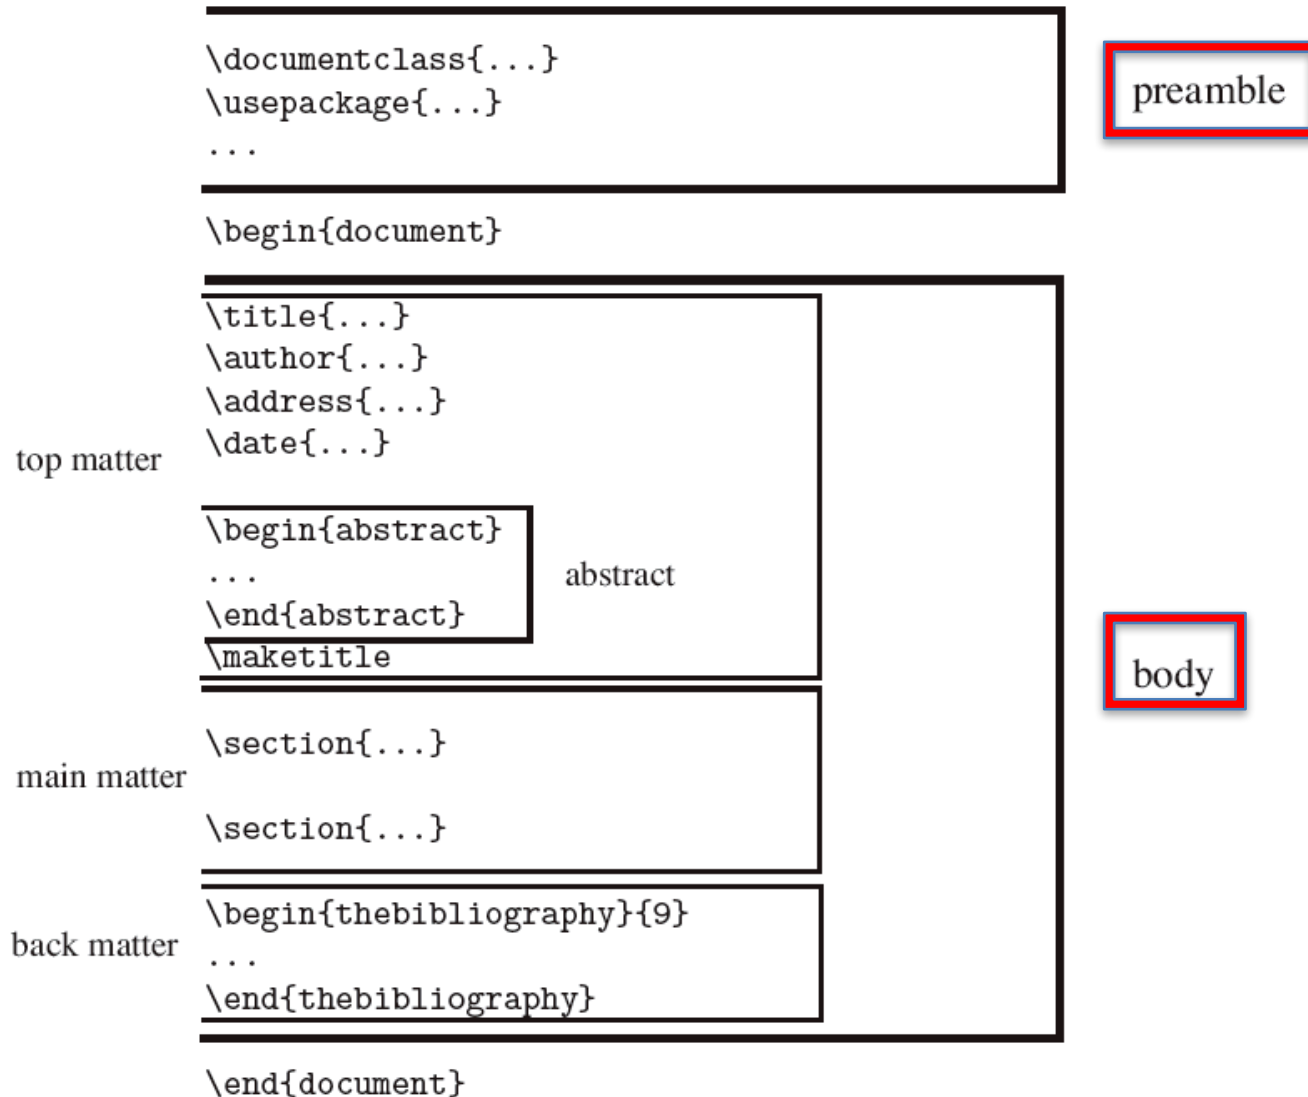 \documentclass{...}
\usepackage{...}
...
preamble
\begin{document}
\title{...}
\author{...}
\address{...}
\date{...}
top matter
\begin{abstract}
...
abstract
\end{abstract}
\maketitle
body
\section{...}
main matter
\section{...}
\begin{thebibliography}{9}
back matter
...
\end{thebibliography}
\end{document}